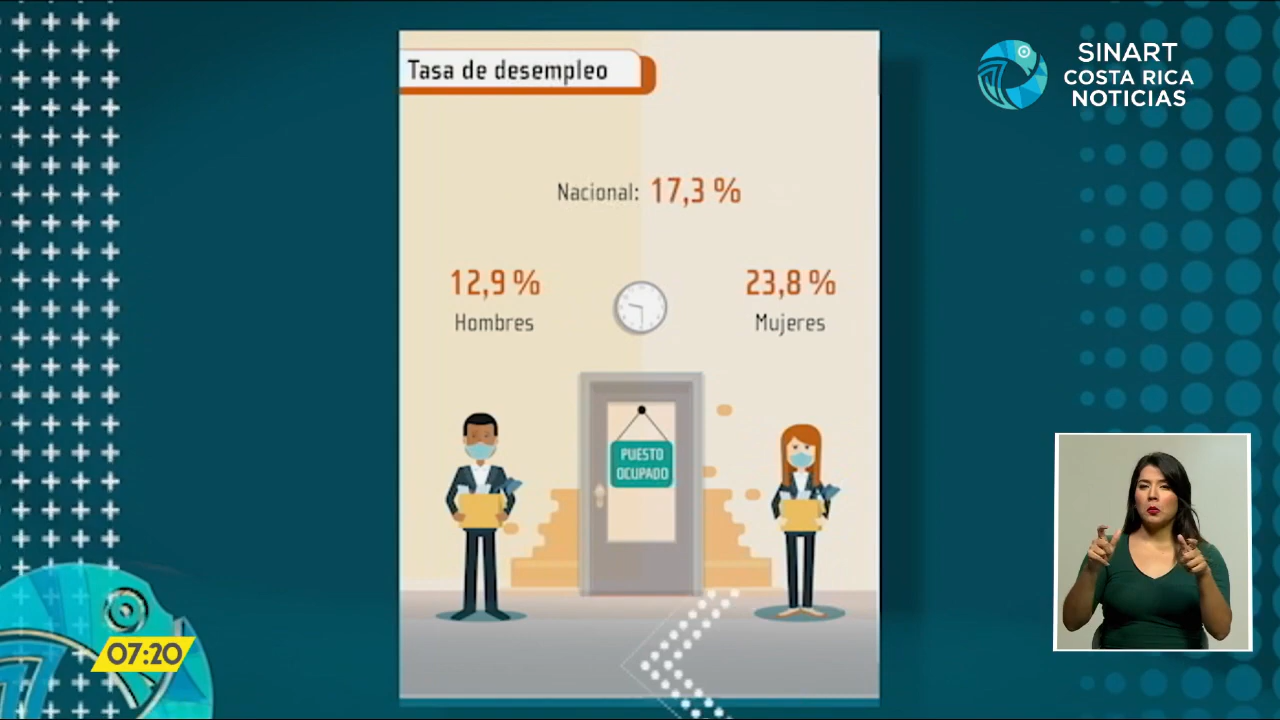 Tasa de desempleo
SINART
COSTA RICA
NOTICIAS
Nacional: 17,3 %
12,9 %
Hombres
23,8 %
Mujeres
PUESTO
OCUPADO
07:20